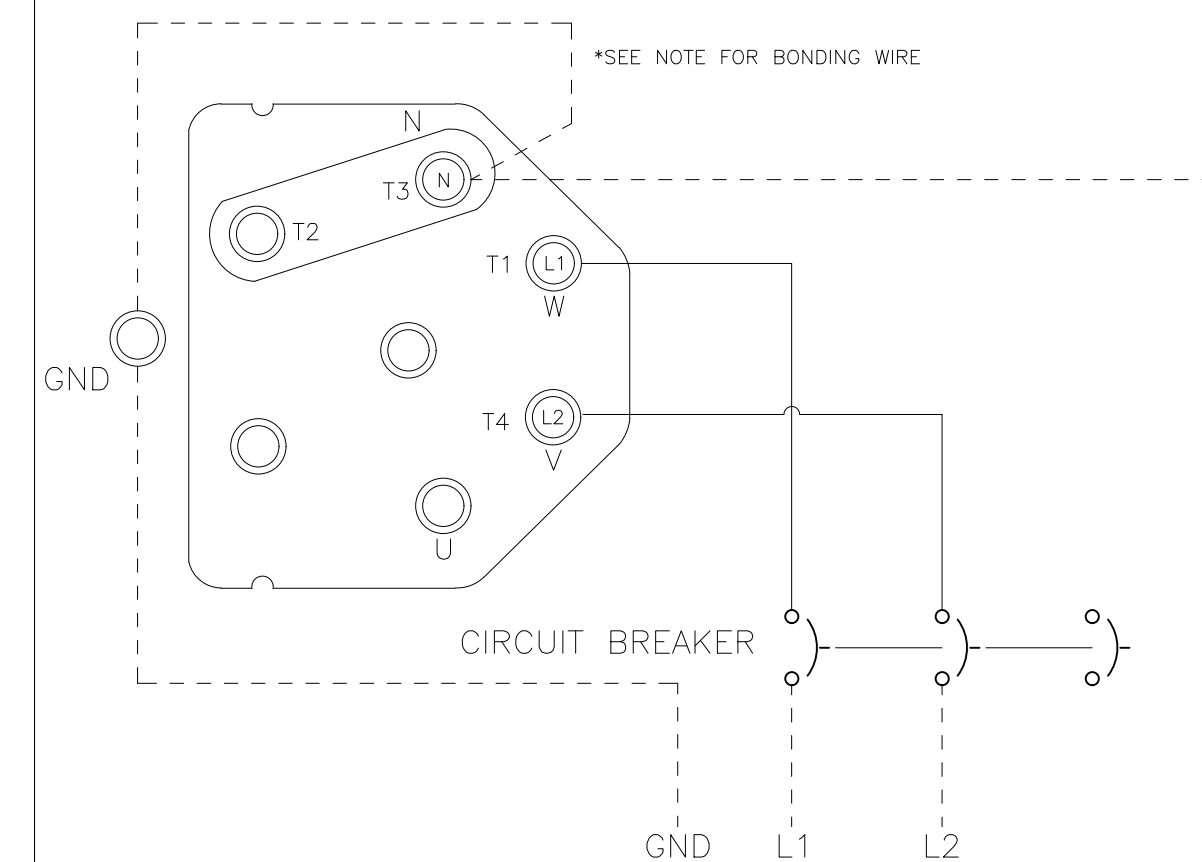 *SEE NOTE FOR BONDING WIRE
N
T3
N
T2
T1
L1
W
GND
T4
L2
V
U
CIRCUIT BREAKER
GND
L1
L2